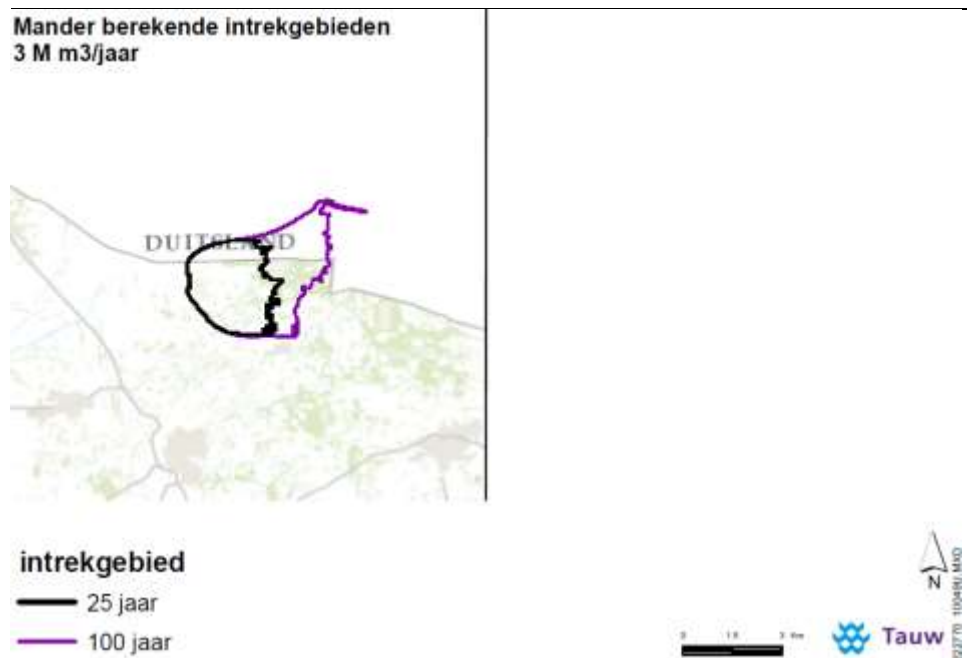 Mander berekende intrekgebieden
3 M m3/jaar
DUITSLAND
intrekgebied
25 jaar
100 jaar
N
Tauw